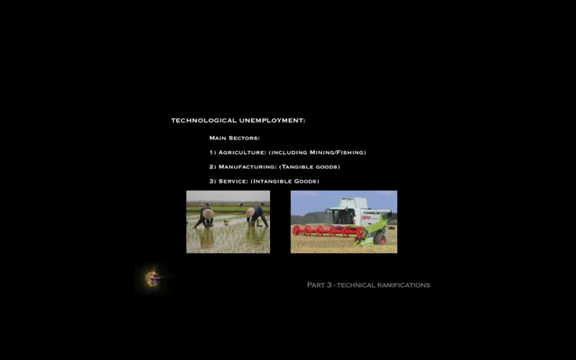 TECHNOLOGICAL UNEMPLOYMENT:
MAIN SECTORS:
1) AGRICULTURE: (INCLUDING MINING/FISHING)
2) MANUFACTURING: (TANGIBLE GOODS)
3) SERVICE: (INTANGIBLE GOODS)
PART 3 - TECHNICAL RAMIFICATIONS